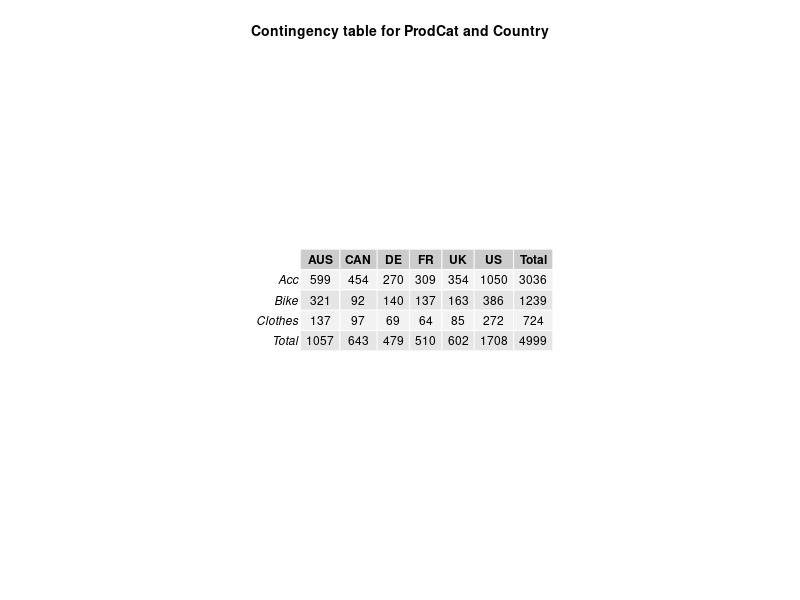 Contingency table for ProdCat and Country
AUS CAN DE FR UK US Total
Acc 599 454 270 309 354 1050 3036
Bike 321 92 140 137 163 386 1239
Clothes 137 97 69 64 85 272 724
Total 1057 643 479 510 602 1708 4999